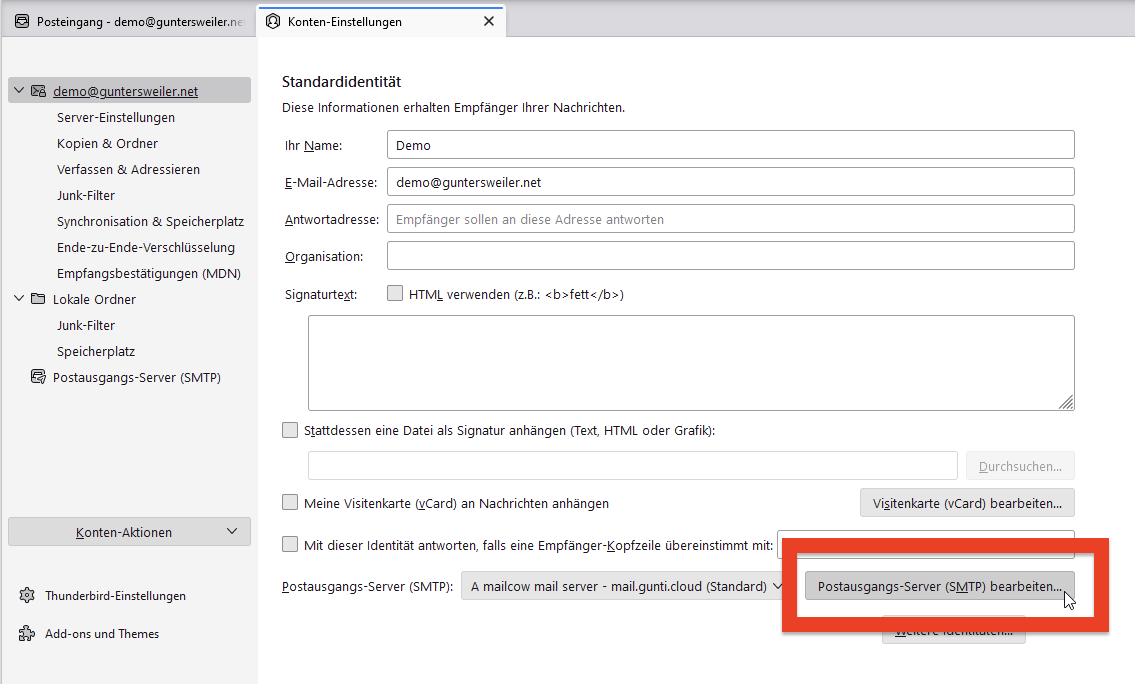 Posteingang - demo@guntersweiler.ne
Konten-Einstellungen
demo@guntersweiler.net
Server-Einstellungen
Kopien & Ordner
Verfassen & Adressieren
Junk-Filter
Synchronisation & Speicherplatz
Ende-zu-Ende-Verschlüsselung
Empfangsbestätigungen (MDN)
Lokale Ordner
Junk-Filter
Speicherplatz
Postausgangs-Server (SMTP)
Konten-Aktionen
Thunderbird-Einstellungen
Add-ons und Themes
Standardidentität
Diese Informationen erhalten Empfänger Ihrer Nachrichten.
Ihr Name: Demo
E-Mail-Adresse: demo@guntersweiler.net
Antwortadresse: Empfänger sollen an diese Adresse antworten
Organisation:
Signaturtext: HTML verwenden (z.B.: <b>fett</b>)
Stattdessen eine Datei als Signatur anhängen (Text, HTML oder Grafik):
Durchsuchen...
Meine Visitenkarte (vCard) an Nachrichten anhängen Visitenkarte (vCard) bearbeiten...
Mit dieser Identität antworten, falls eine Empfänger-Kopfzeile übereinstimmt mit:
Postausgangs-Server (SMTP): A mailcow mail server - mail.gunti.cloud (Standard) Postausgangs-Server (SMTP) bearbeiten...
Weitere Identitäten...